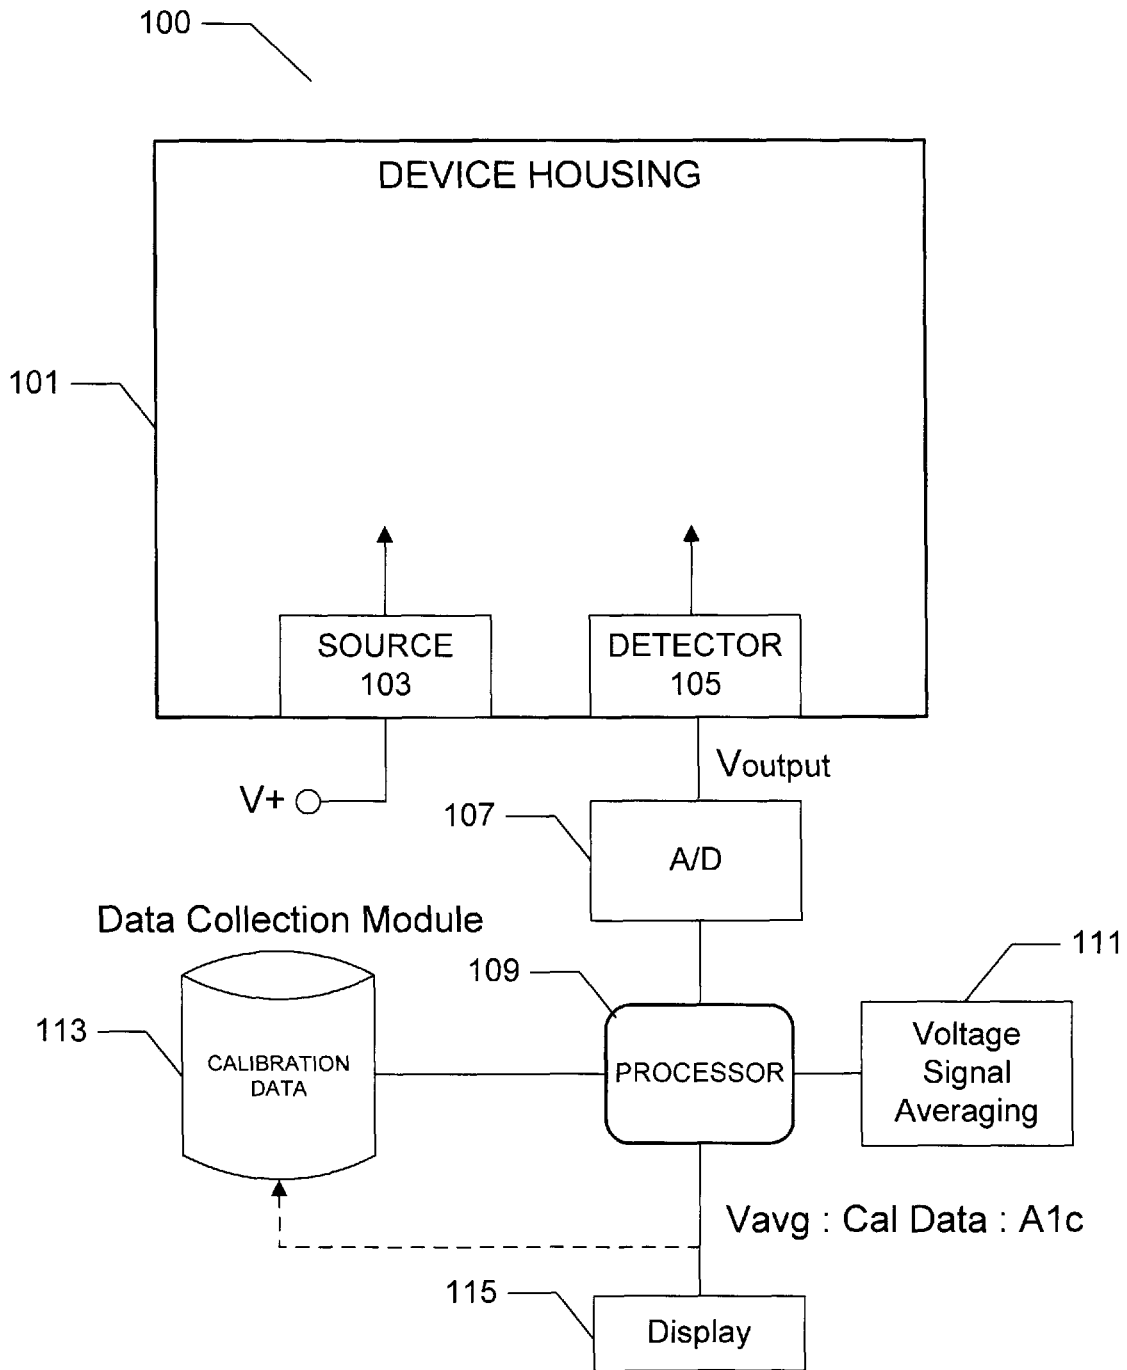 100
DEVICE HOUSING
101
SOURCE
103
DETECTOR
105
Voutput
V+
107
A/D
Data Collection Module
109
111
113
CALIBRATION
DATA
PROCESSOR
Voltage
Signal
Averaging
Vavg : Cal Data : A1c
115
Display